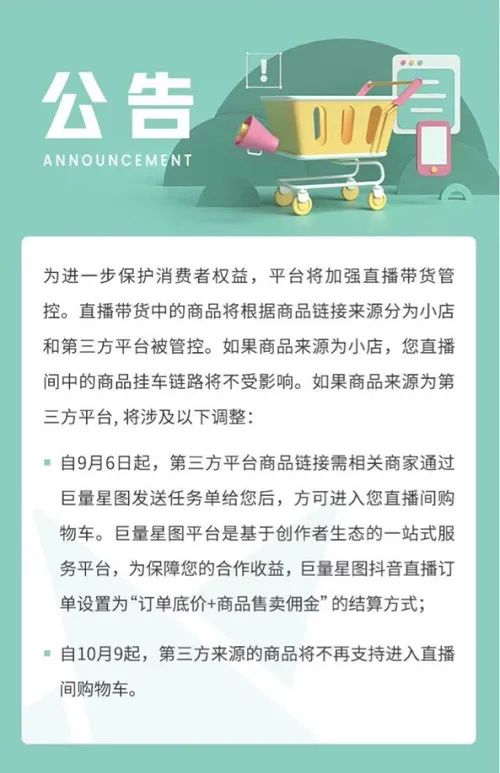 公告
ANNOUNCEMENT
为进一步保护消费者权益，平台将加强直播带货管
控。直播带货中的商品将根据商品链接来源分为小店
和第三方平台被管控。如果商品来源为小店，您直播
间中的商品挂车链路将不受影响。如果商品来源为第
三方平台, 将涉及以下调整：
自9月6日起，第三方平台商品链接需相关商家通过
巨量星图发送任务单给您后，方可进入您直播间购
物车。巨量星图平台是基于创作者生态的一站式服
务平台，为保障您的合作收益，巨量星图抖音直播订
单设置为“订单底价+商品售卖佣金” 的结算方式；
自10月9起，第三方来源的商品将不再支持进入直播
间购物车。